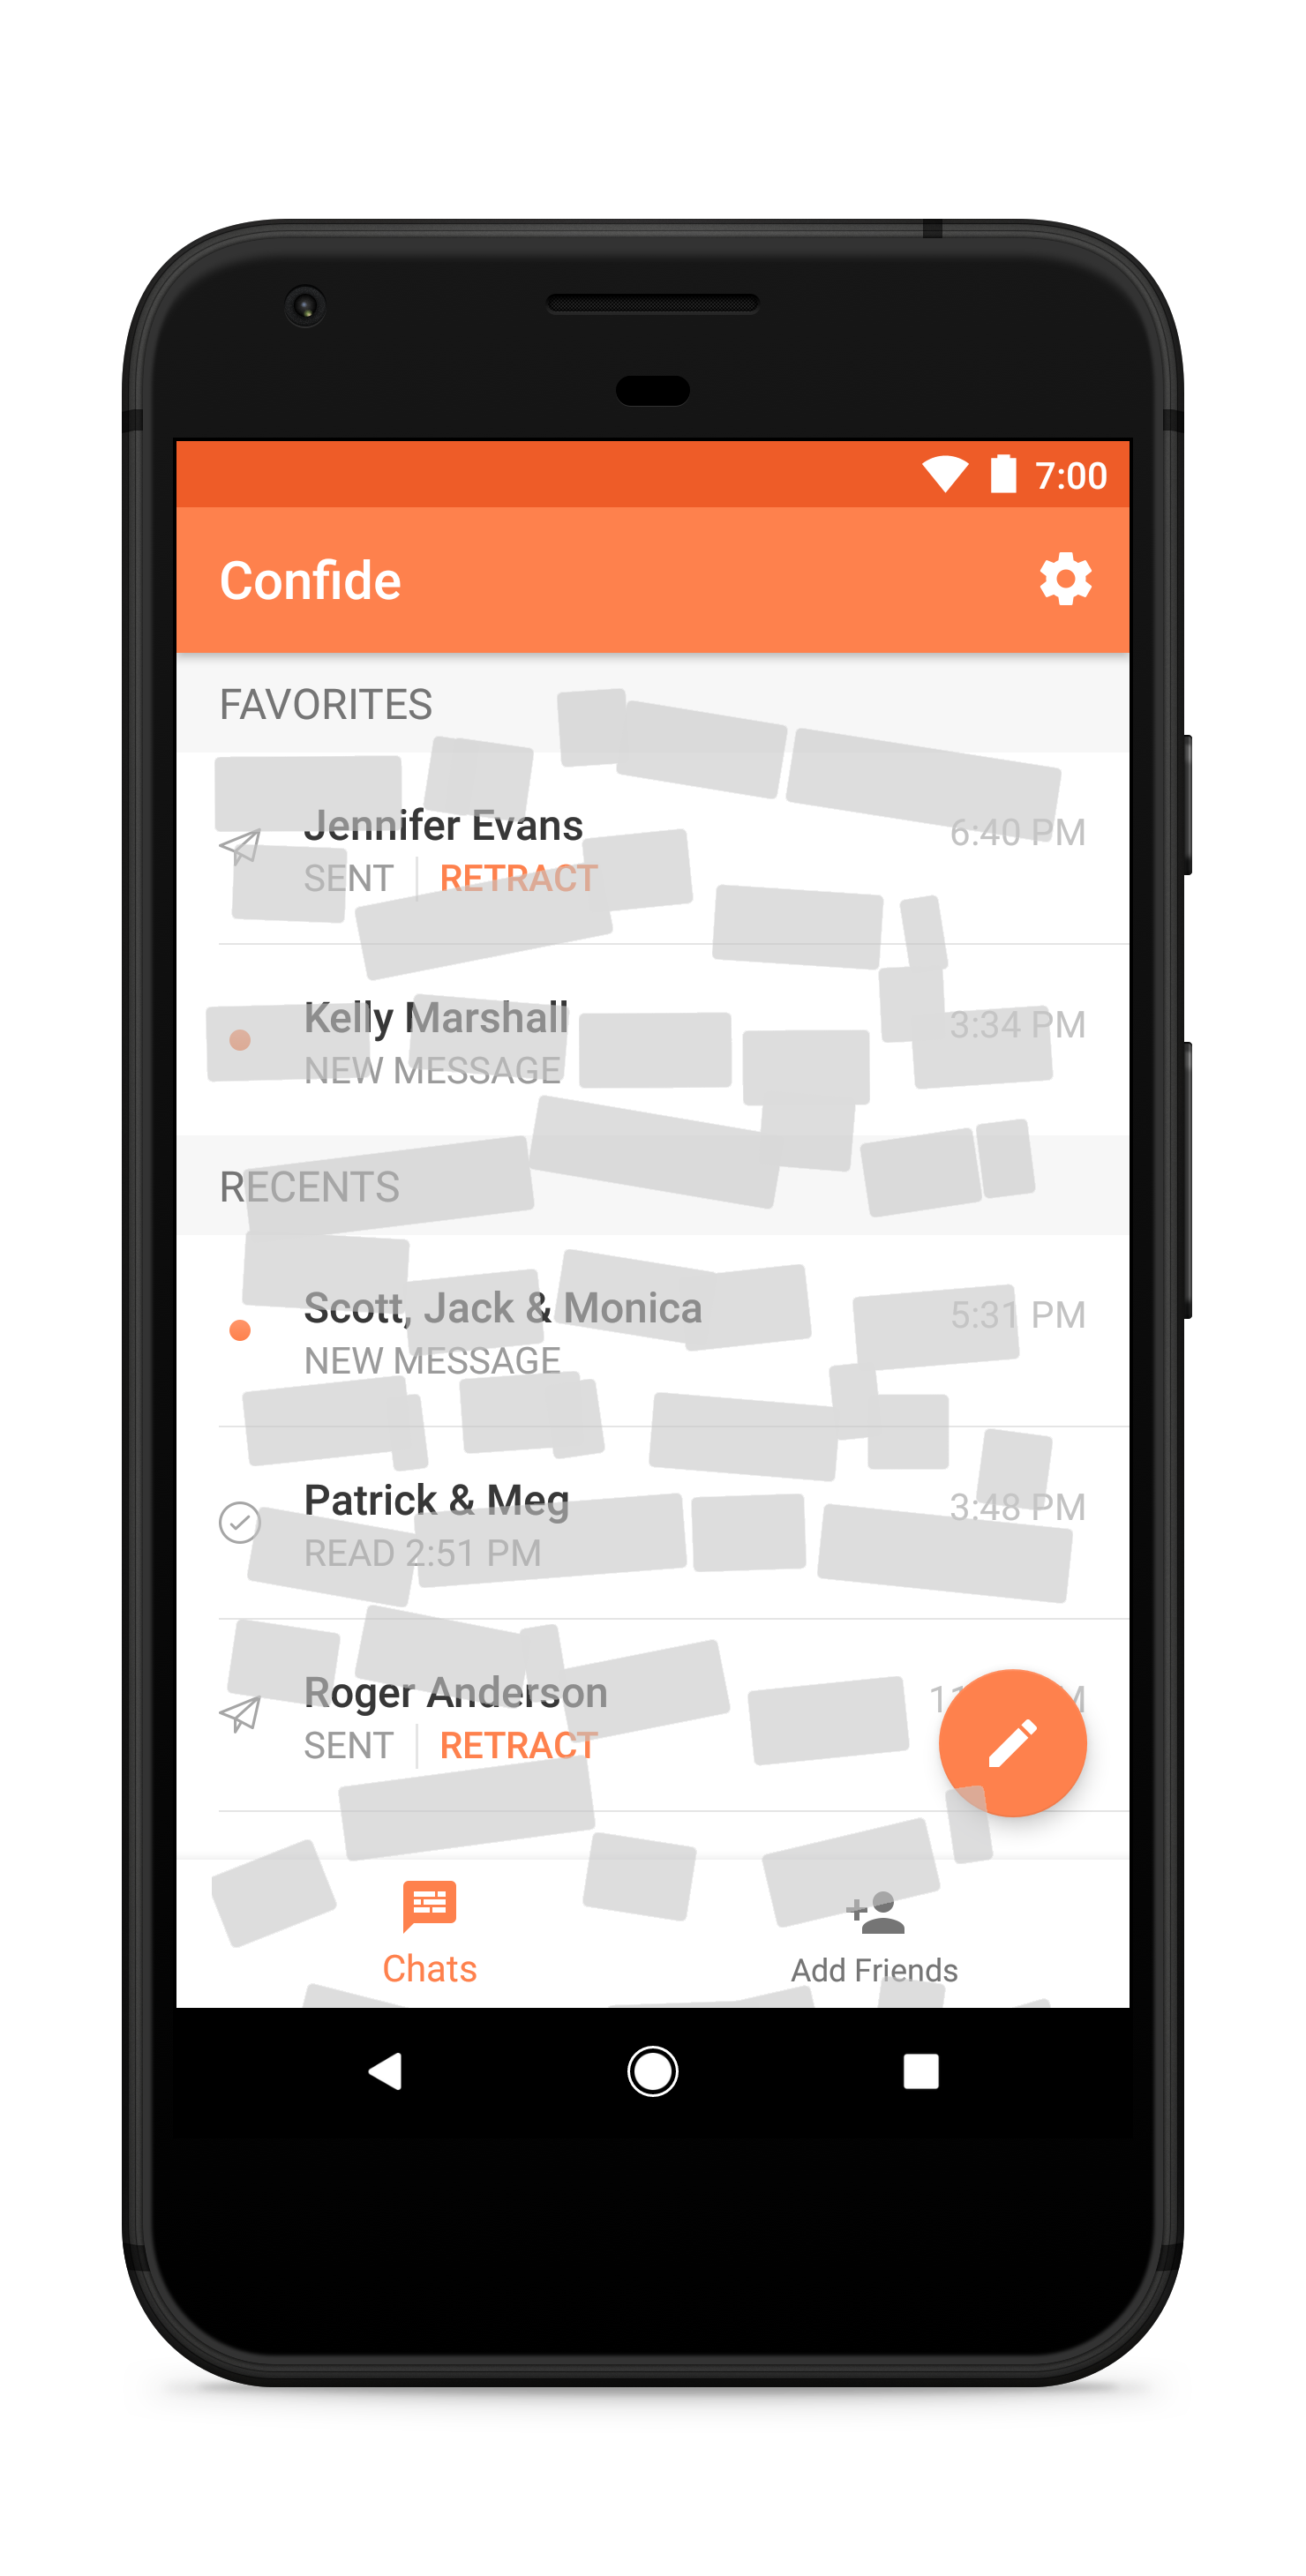 7:00
Confide
FAVORITES
Jennifer Evans 6:40 PM
SENT RETRACT
Kelly Marshall 3:34 PM
NEW MESSAGE
RECENTS
Scott, Jack & Monica 5:31 PM
NEW MESSAGE
Patrick & Meg 3:48 PM
READ 2:51 PM
Roger Anderson
SENT RETRACT
Chats Add Friends